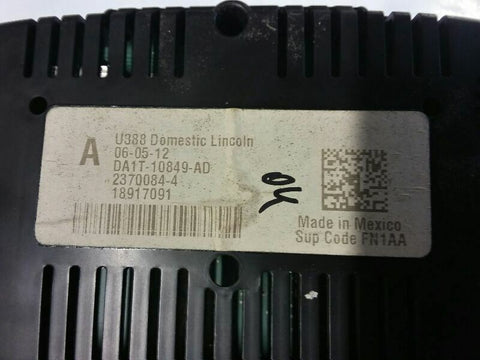 A
U388 Domestic Lincoln
06-05-12
DA1T-10849-AD
2370084-4
18917091
Made in Mexico
Sup Code FN1AA